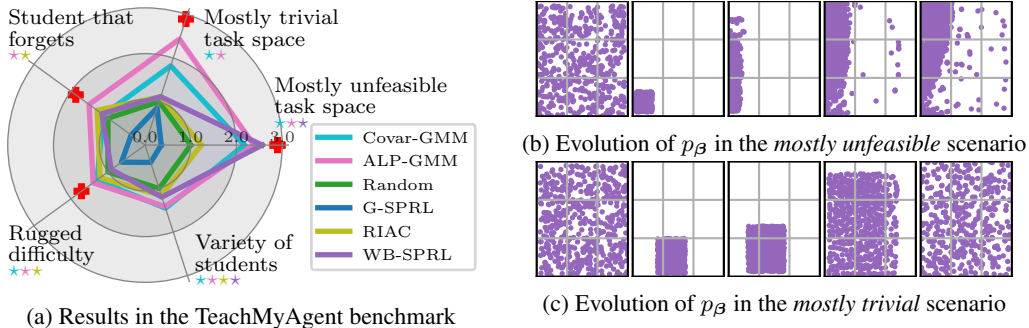 Student that
forgets
Mostly trivial
task space
Mostly unfeasible
task space
0.0
1.0
2.0
3.0
Covar-GMM
ALP-GMM
Random
G-SPRL
RIAC
WB-SPRL
Rugged
difficulty
Variety of
students
(a) Results in the TeachMyAgent benchmark
(b) Evolution of p𝜷 in the mostly unfeasible scenario
(c) Evolution of p𝜷 in the mostly trivial scenario